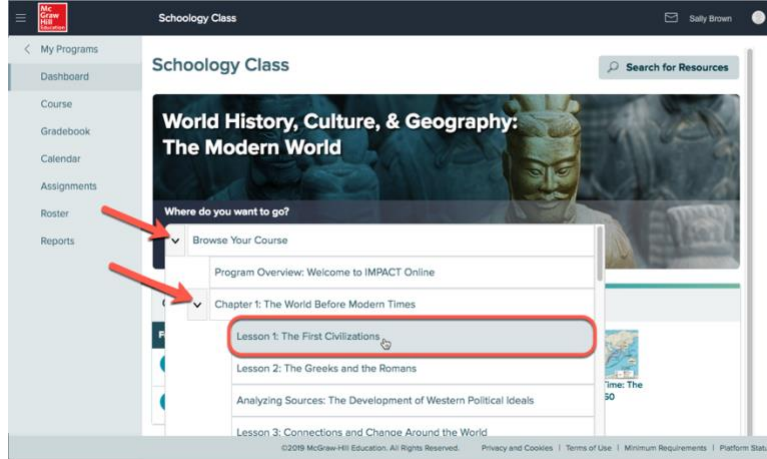 Mc
Graw
Hill
Education
Schoology Class
Sally Brown
My Programs
Dashboard
Course
Gradebook
Calendar
Assignments
Roster
Reports
Schoology Class
Search for Resources
World History, Culture, & Geography:
The Modern World
Where do you want to go?
Browse Your Course
Program Overview: Welcome to IMPACT Online
Chapter 1: The World Before Modern Times
Lesson 1: The First Civilizations
Lesson 2: The Greeks and the Romans
Analyzing Sources: The Development of Western Political Ideals
Lesson 3: Connections and Change Around the World
Time: The
©2019 McGraw-Hill Education. All Rights Reserved. Privacy and Cookies | Terms of Use | Minimum Requirements | Platform Statu